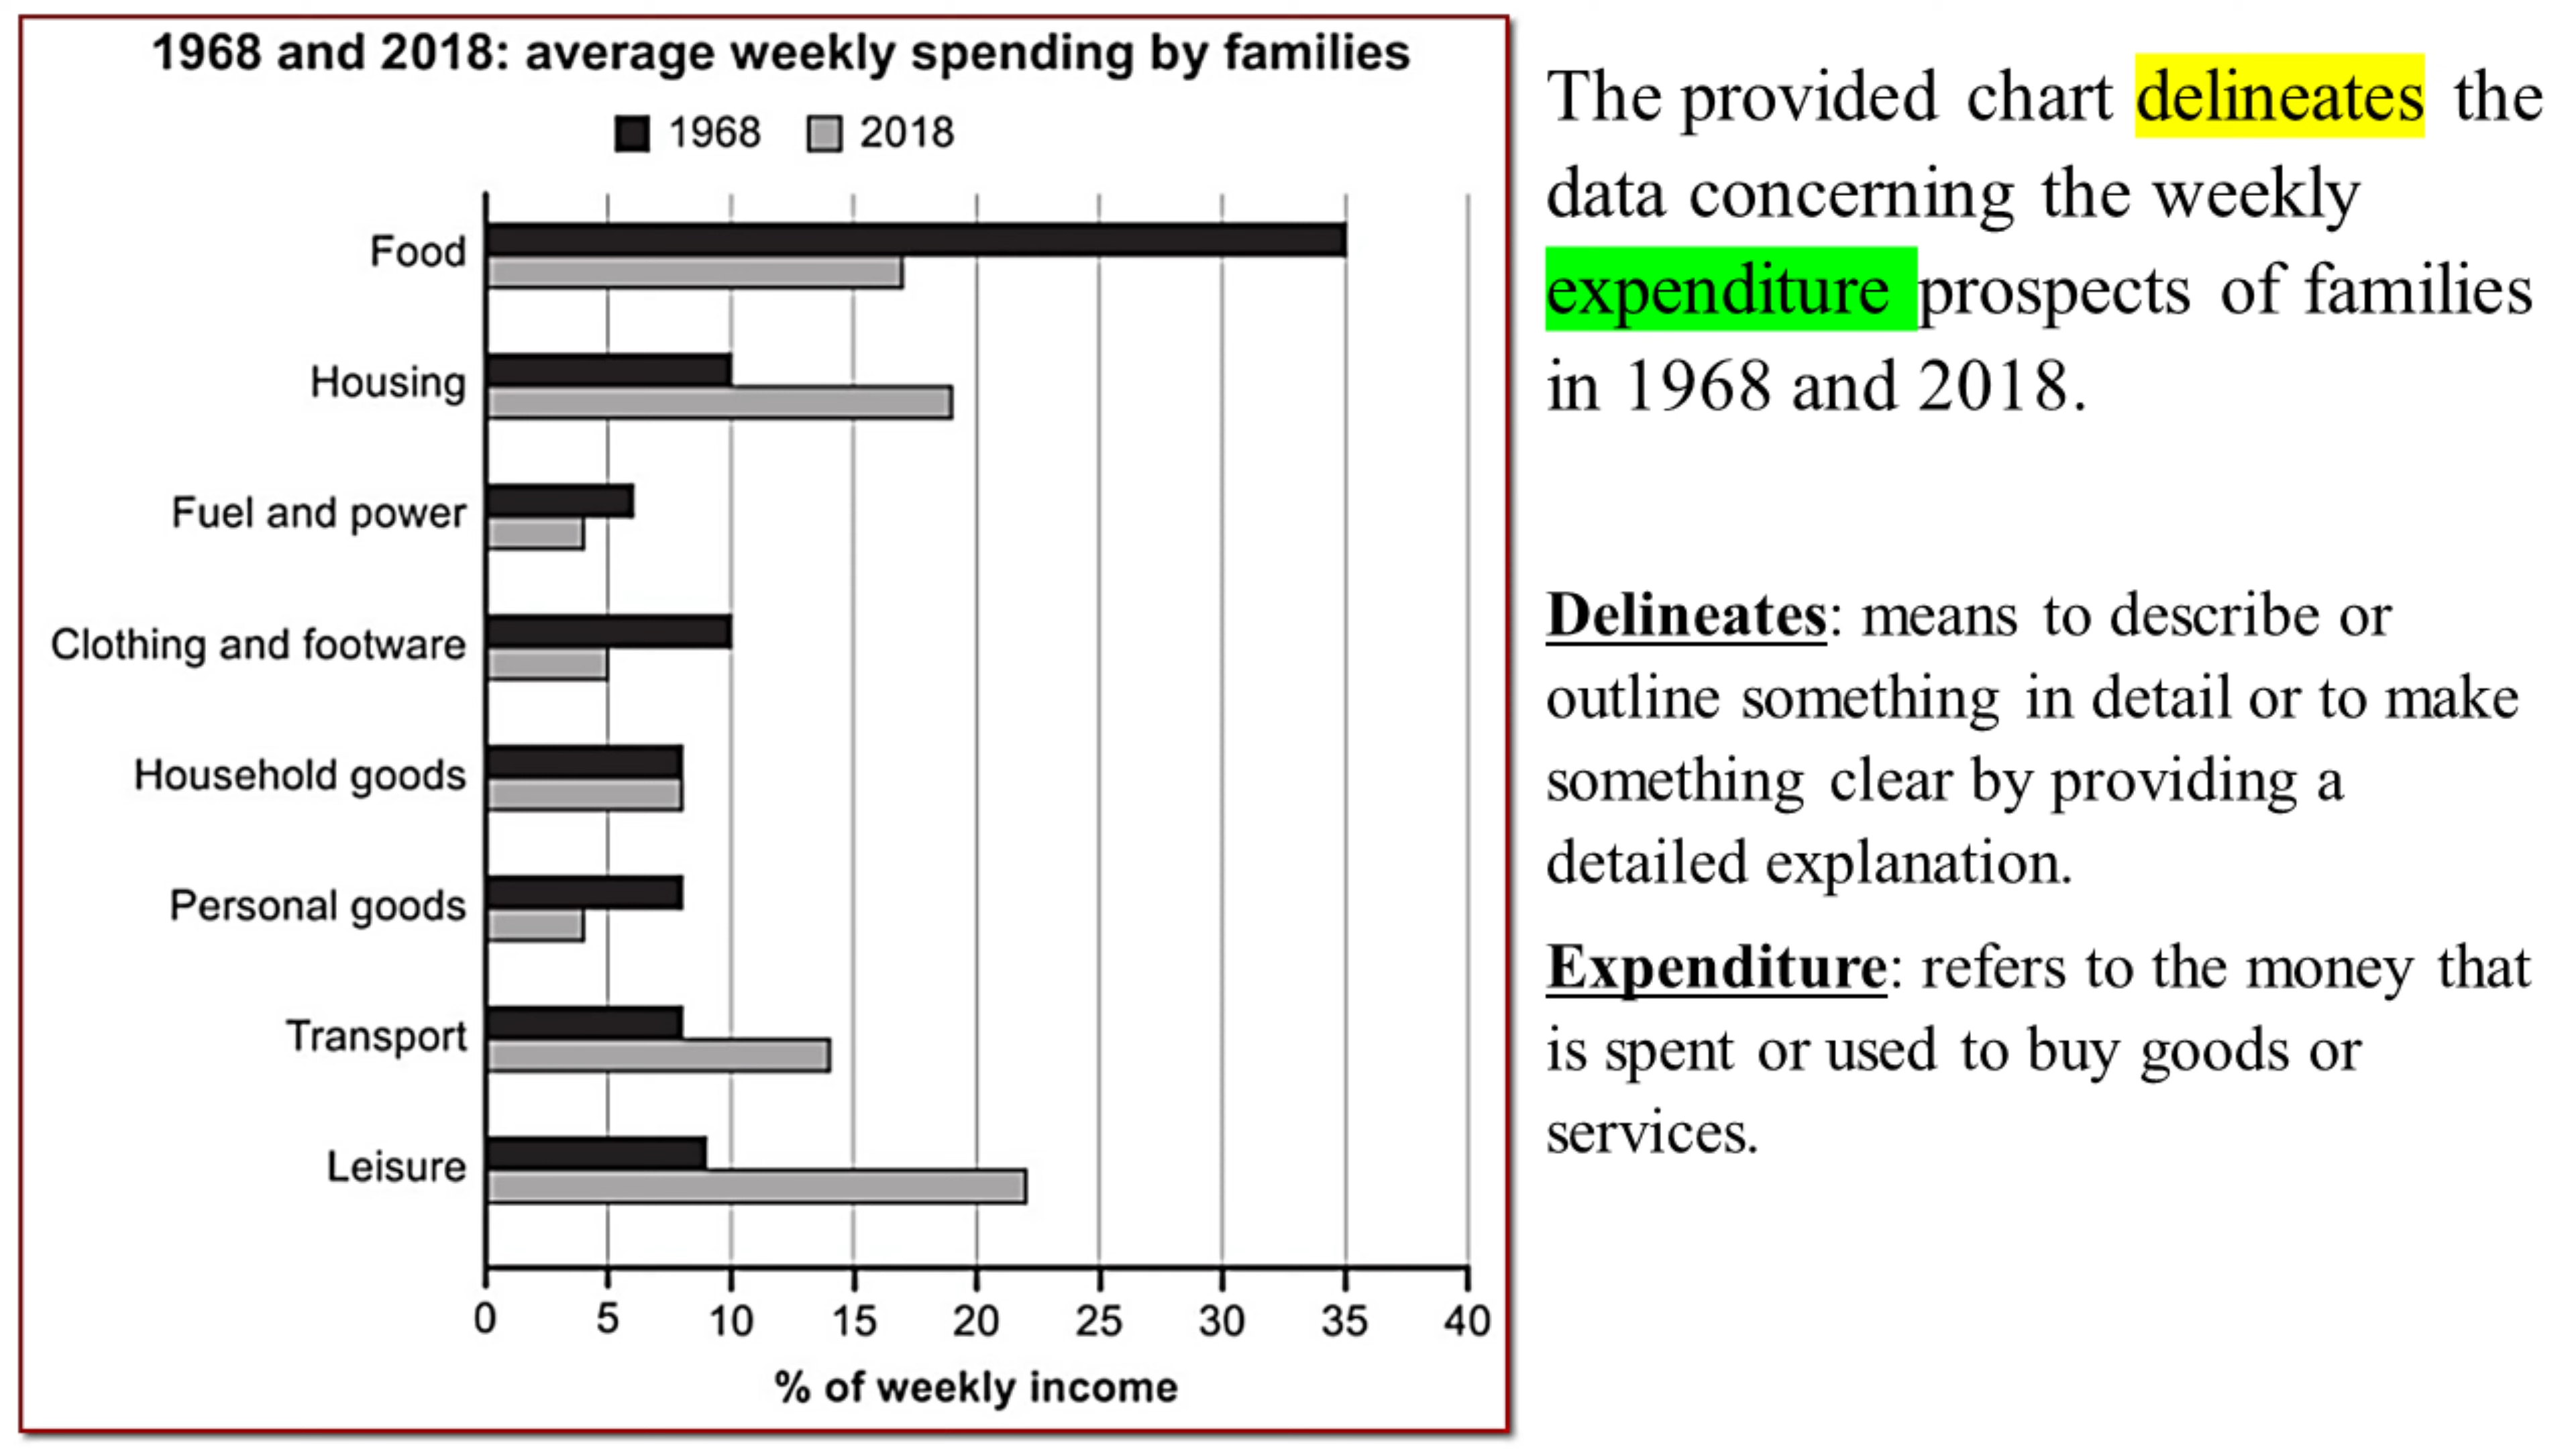 1968 and 2018: average weekly spending by families
1968 2018
Food
Housing
Fuel and power
Clothing and footware
Household goods
Personal goods
Transport
Leisure
0 5 10 15 20 25 30 35 40
% of weekly income
The provided chart delineates the
data concerning the weekly
expenditure prospects of families
in 1968 and 2018.
Delineates: means to describe or
outline something in detail or to make
something clear by providing a
detailed explanation.
Expenditure: refers to the money that
is spent or used to buy goods or
services.